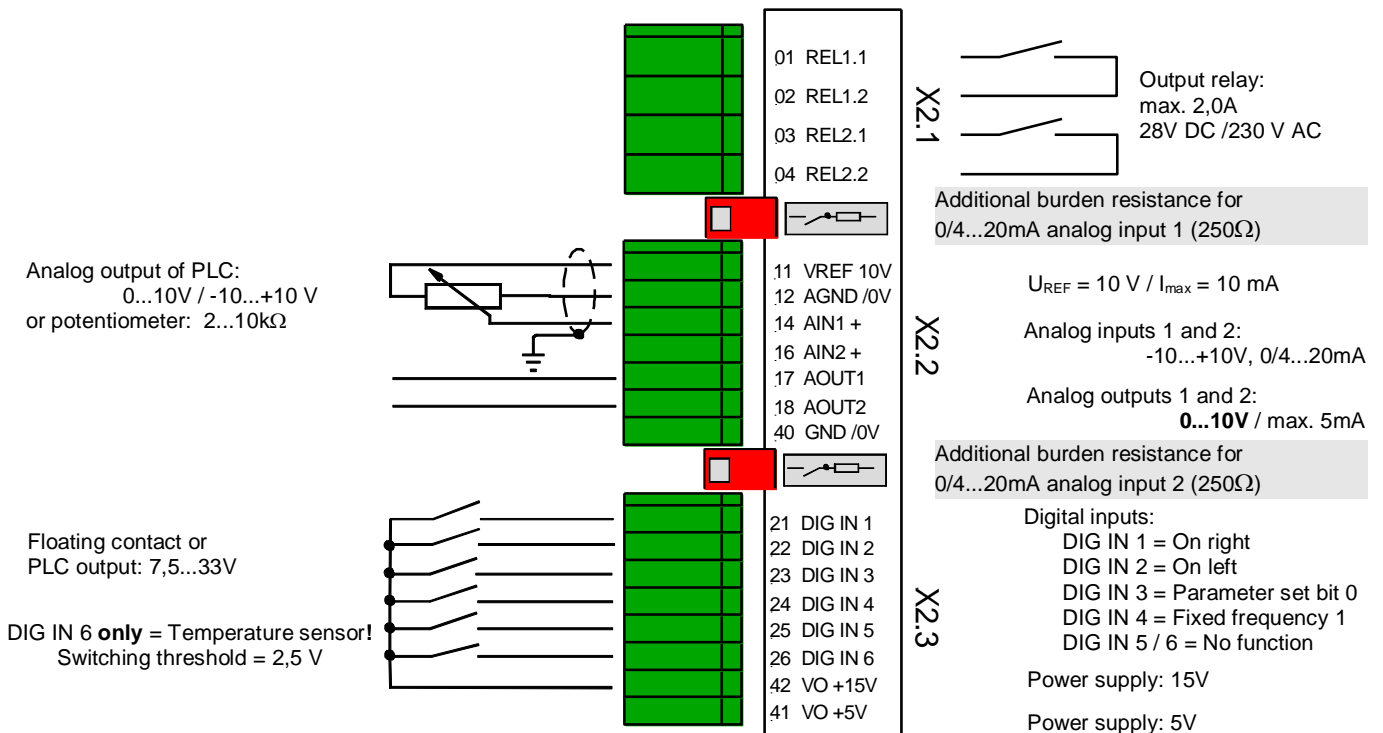 01 REL1.1
02 REL1.2
03 REL2.1
04 REL2.2
X2.1
Output relay:
max. 2,0A
28V DC /230 V AC
Additional burden resistance for
0/4...20mA analog input 1 (250Ω)
Analog output of PLC:
0...10V / -10...+10 V
or potentiometer: 2...10kΩ
11 VREF 10V
12 AGND /0V
14 AIN1 +
16 AIN2 +
17 AOUT1
18 AOUT2
40 GND /0V
X2.2
UREF = 10 V / Imax = 10 mA
Analog inputs 1 and 2:
-10...+10V, 0/4...20mA
Analog outputs 1 and 2:
0...10V / max. 5mA
Additional burden resistance for
0/4...20mA analog input 2 (250Ω)
Floating contact or
PLC output: 7,5...33V
DIG IN 6 only = Temperature sensor!
Switching threshold = 2,5 V
21 DIG IN 1
22 DIG IN 2
23 DIG IN 3
24 DIG IN 4
25 DIG IN 5
26 DIG IN 6
42 VO +15V
41 VO +5V
X2.3
Digital inputs:
DIG IN 1 = On right
DIG IN 2 = On left
DIG IN 3 = Parameter set bit 0
DIG IN 4 = Fixed frequency 1
DIG IN 5 / 6 = No function
Power supply: 15V
Power supply: 5V